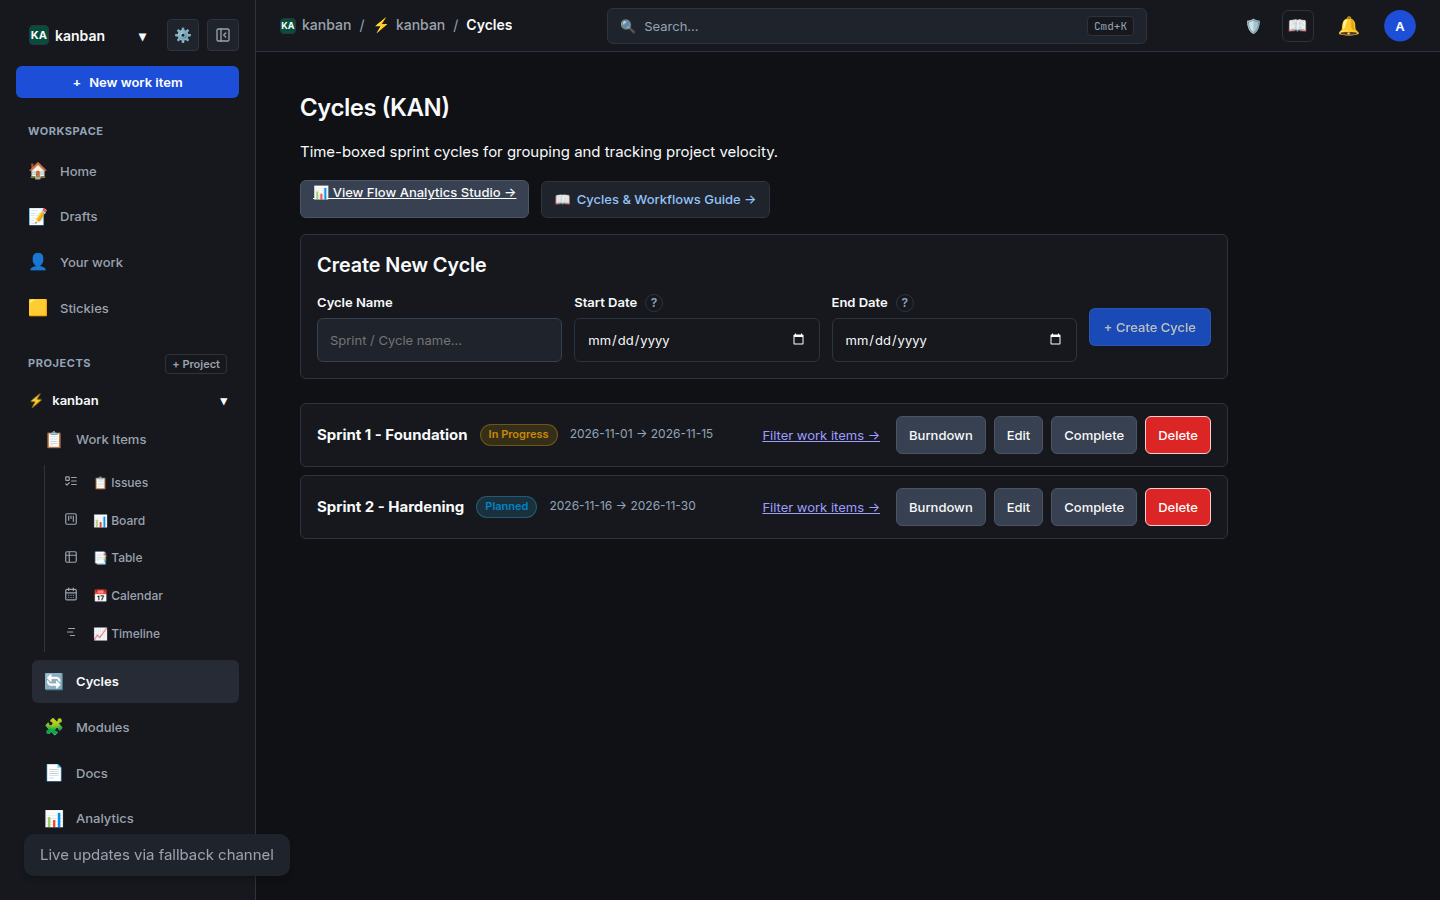 KA kanban ▾
+ New work item
WORKSPACE
Home
Drafts
Your work
Stickies
PROJECTS
+ Project
kanban ▾
Work Items
Issues
Board
Table
Calendar
Timeline
Cycles
Modules
Docs
Analytics
Live updates via fallback channel
KA kanban / kanban / Cycles
Search...
Cmd+K
A
Cycles (KAN)
Time-boxed sprint cycles for grouping and tracking project velocity.
View Flow Analytics Studio →
Cycles & Workflows Guide →
Create New Cycle
Cycle Name
Start Date ?
End Date ?
Sprint / Cycle name...
mm/dd/yyyy
mm/dd/yyyy
+ Create Cycle
Sprint 1 - Foundation In Progress 2026-11-01 → 2026-11-15 Filter work items → Burndown Edit Complete Delete
Sprint 2 - Hardening Planned 2026-11-16 → 2026-11-30 Filter work items → Burndown Edit Complete Delete